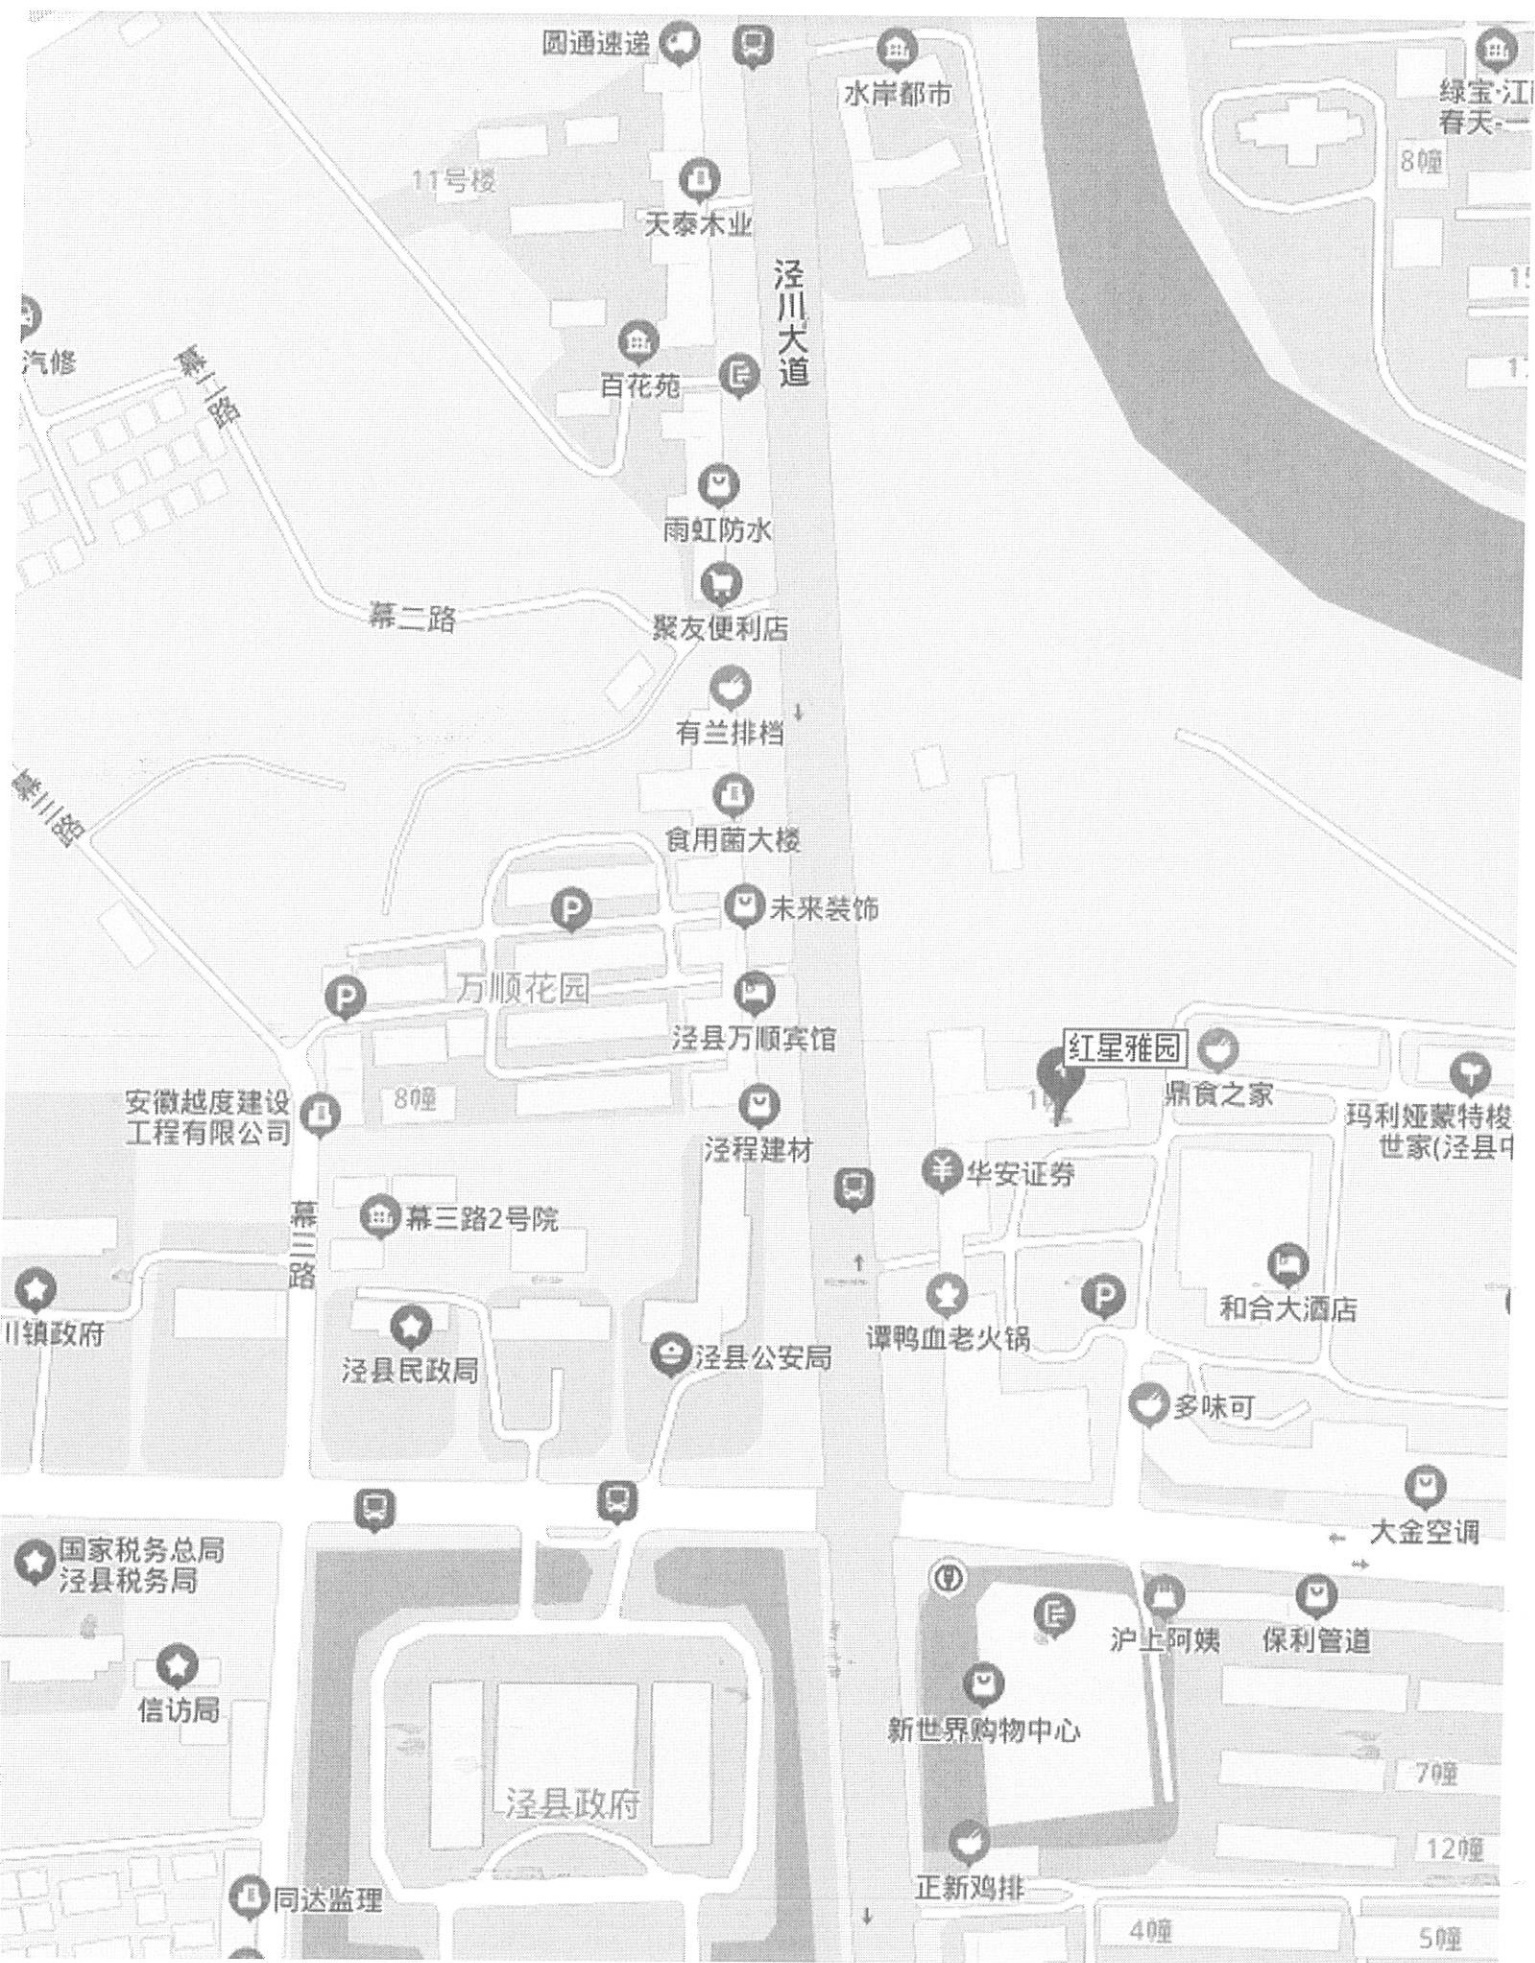 圆通速递
水岸都市
绿宝·江
春天-一
8幢
11号楼
天泰木业
泾川大道
汽修
幕二路
百花苑
雨虹防水
幕二路
聚友便利店
有兰排档
幕三路
食用菌大楼
P
未来装饰
万顺花园
P
泾县万顺宾馆
红星雅园
鼎食之家
安徽越度建设
工程有限公司
8幢
泾程建材
玛利娅蒙特梭
世家(泾县中
华安证券
幕三路2号院
幕三路
川镇政府
泾县民政局
泾县公安局
谭鸭血老火锅
P
和合大酒店
多味可
大金空调
国家税务总局
泾县税务局
沪上阿姨
保利管道
信访局
新世界购物中心
泾县政府
7幢
12幢
正新鸡排
同达监理
4幢
5幢